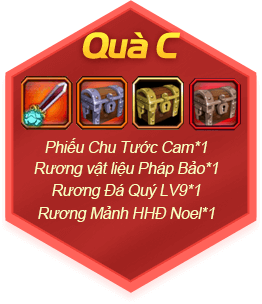 Quà C
Phiếu Chu Tước Cam*1
Rương vật liệu Pháp Bảo*1
Rương Đá Quý LV9*1
Rương Mảnh HHĐ Noel*1